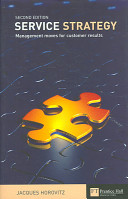 SECOND EDITION
SERVICE STRATEGY
Management moves for customer results
JACQUES HOROVITZ
FT
Prentice Hall